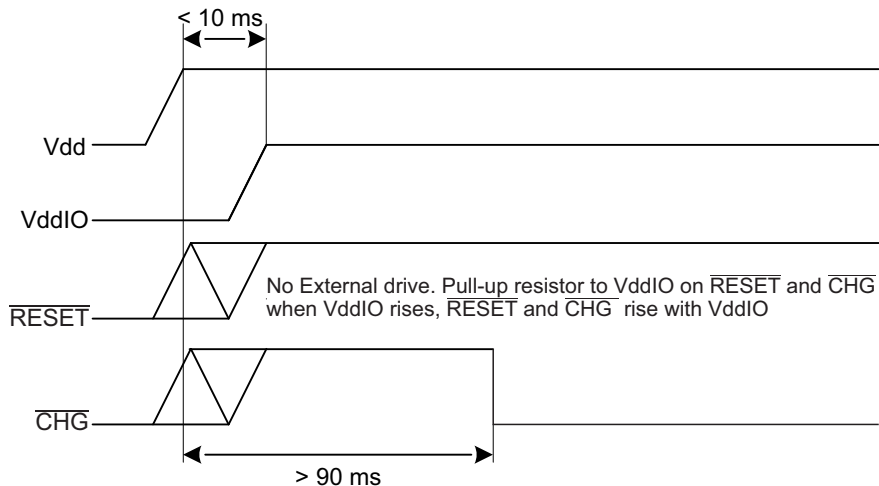 < 10 ms
Vdd
VddIO
No External drive. Pull-up resistor to VddIO on RESET and CHG
when VddIO rises, RESET and CHG rise with VddIO
RESET
CHG
> 90 ms